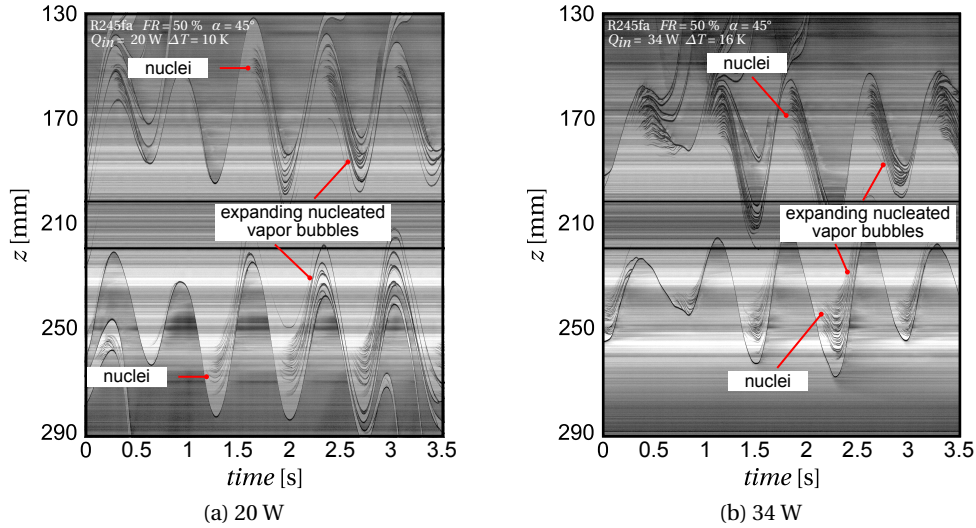 R245fa FR = 50 % α = 45°
Q_in = 20 W ΔT = 10 K
nuclei
expanding nucleated
vapor bubbles
nuclei
130
170
210
250
290
z [mm]
0
0.5
1
1.5
2
2.5
3
3.5
time [s]
(a) 20 W
R245fa FR = 50 % α = 45°
Q_in = 34 W ΔT = 16 K
nuclei
expanding nucleated
vapor bubbles
nuclei
130
170
210
250
290
z [mm]
0
0.5
1
1.5
2
2.5
3
3.5
time [s]
(b) 34 W